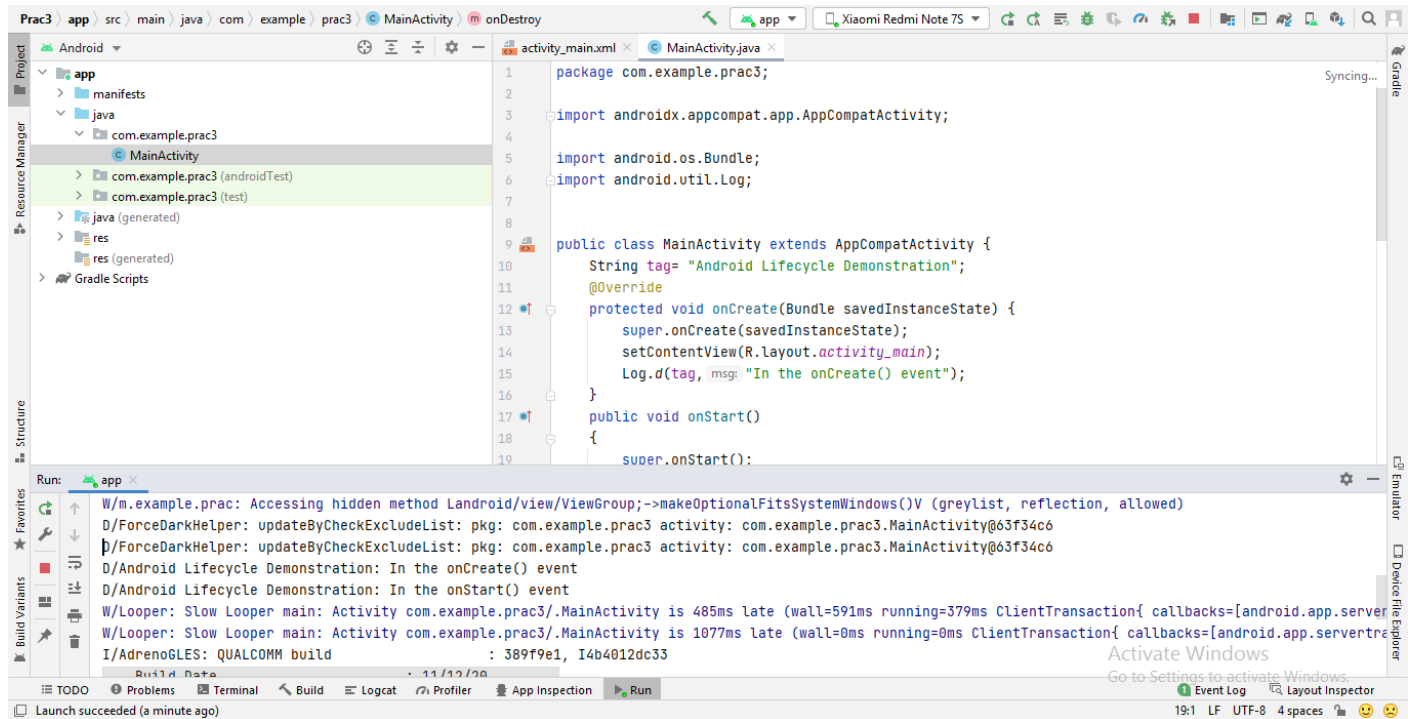 Prac3 app src main java com example prac3 MainActivity onDestroy
app
Xiaomi Redmi Note 7S
Android
activity_main.xml
MainActivity.java
Project
Resource Manager
Structure
Favorites
Build Variants
app
manifests
java
com.example.prac3
MainActivity
com.example.prac3 (androidTest)
com.example.prac3 (test)
java (generated)
res
res (generated)
Gradle Scripts
Syncing...
1 package com.example.prac3;
2
3 import androidx.appcompat.app.AppCompatActivity;
4
5 import android.os.Bundle;
6 import android.util.Log;
7
8
9 public class MainActivity extends AppCompatActivity {
10 String tag= "Android Lifecycle Demonstration";
11 @Override
12 protected void onCreate(Bundle savedInstanceState) {
13 super.onCreate(savedInstanceState);
14 setContentView(R.layout.activity_main);
15 Log.d(tag, msg: "In the onCreate() event");
16 }
17 public void onStart()
18 {
19 super.onStart();
Gradle
Emulator
Device File Explorer
Run: app
W/m.example.prac: Accessing hidden method Landroid/view/ViewGroup;->makeOptionalFitsSystemWindows()V (greylist, reflection, allowed)
D/ForceDarkHelper: updateByCheckExcludeList: pkg: com.example.prac3 activity: com.example.prac3.MainActivity@63f34c6
D/ForceDarkHelper: updateByCheckExcludeList: pkg: com.example.prac3 activity: com.example.prac3.MainActivity@63f34c6
D/Android Lifecycle Demonstration: In the onCreate() event
D/Android Lifecycle Demonstration: In the onStart() event
W/Looper: Slow Looper main: Activity com.example.prac3/.MainActivity is 485ms late (wall=591ms running=379ms ClientTransaction{ callbacks=[android.app.server
W/Looper: Slow Looper main: Activity com.example.prac3/.MainActivity is 1077ms late (wall=0ms running=0ms ClientTransaction{ callbacks=[android.app.servertra
I/AdrenoGLES: QUALCOMM build : 389f9e1, I4b4012dc33
Build Date : 11/12/20
Activate Windows
Go to Settings to activate Windows.
TODO Problems Terminal Build Logcat Profiler App Inspection Run
1 Event Log Layout Inspector
Launch succeeded (a minute ago)
19:1 LF UTF-8 4 spaces